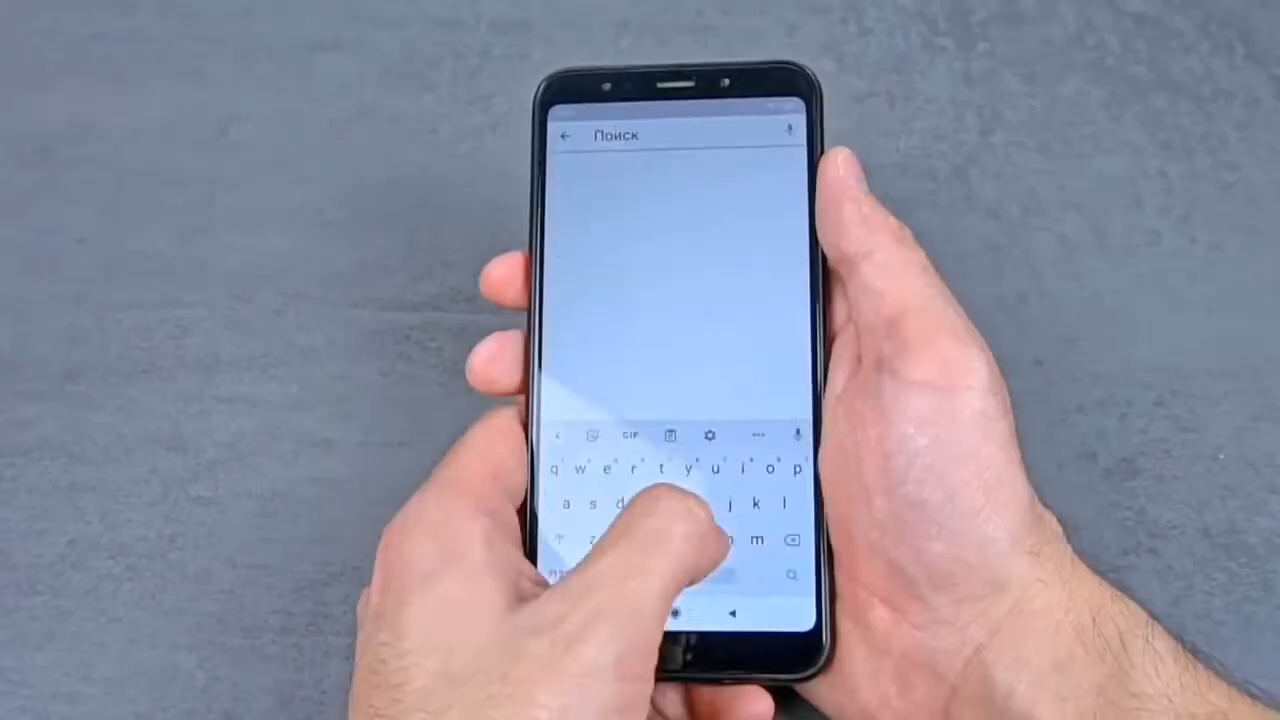 Поиск
GIF
q w e r t y u i o p
a s d j k l
z m